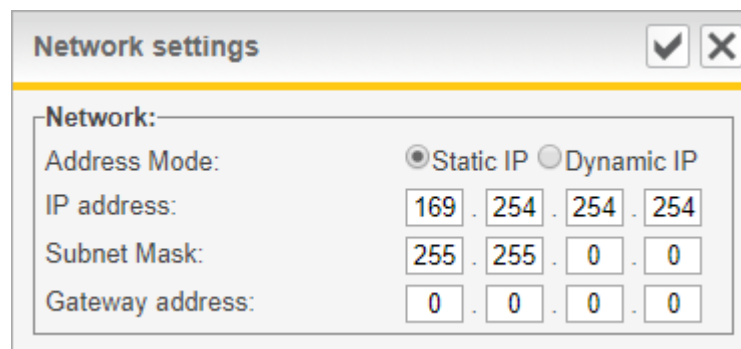 Network settings
Network:
Address Mode: Static IP Dynamic IP
IP address: 169 . 254 . 254 . 254
Subnet Mask: 255 . 255 . 0 . 0
Gateway address: 0 . 0 . 0 . 0